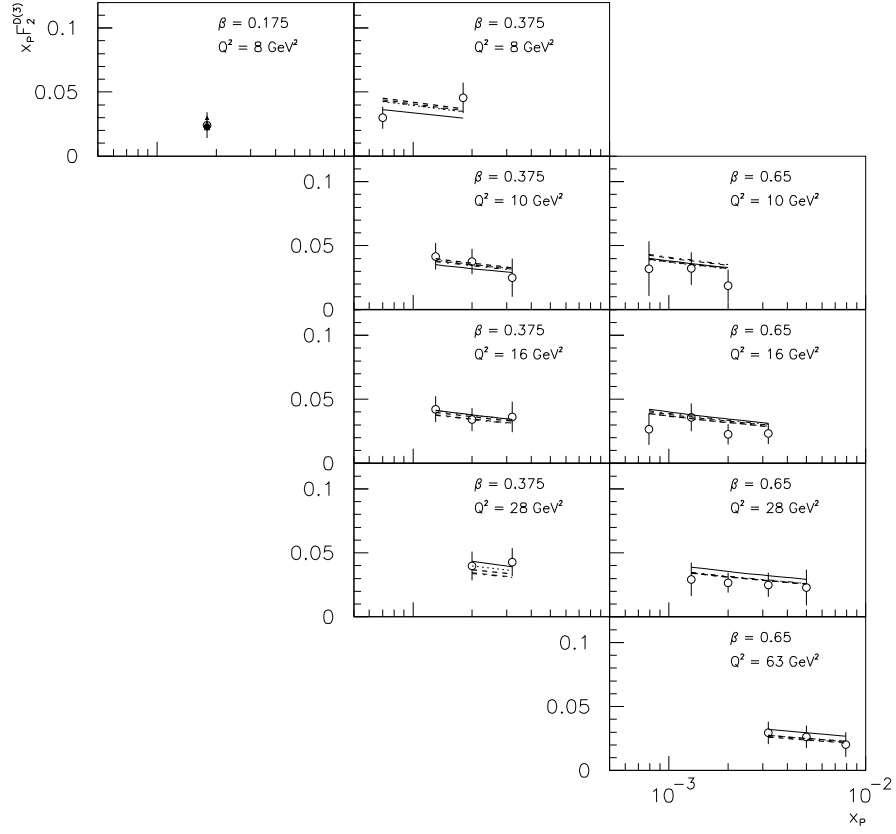 x_P F_2^D(3)
0.1
0.05
0
β = 0.175
Q² = 8 GeV²
β = 0.375
Q² = 8 GeV²
0.1
0.05
0
β = 0.375
Q² = 10 GeV²
β = 0.65
Q² = 10 GeV²
0.1
0.05
0
β = 0.375
Q² = 16 GeV²
β = 0.65
Q² = 16 GeV²
0.1
0.05
0
β = 0.375
Q² = 28 GeV²
β = 0.65
Q² = 28 GeV²
0.1
0.05
0
β = 0.65
Q² = 63 GeV²
10⁻³ 10⁻²
x_P